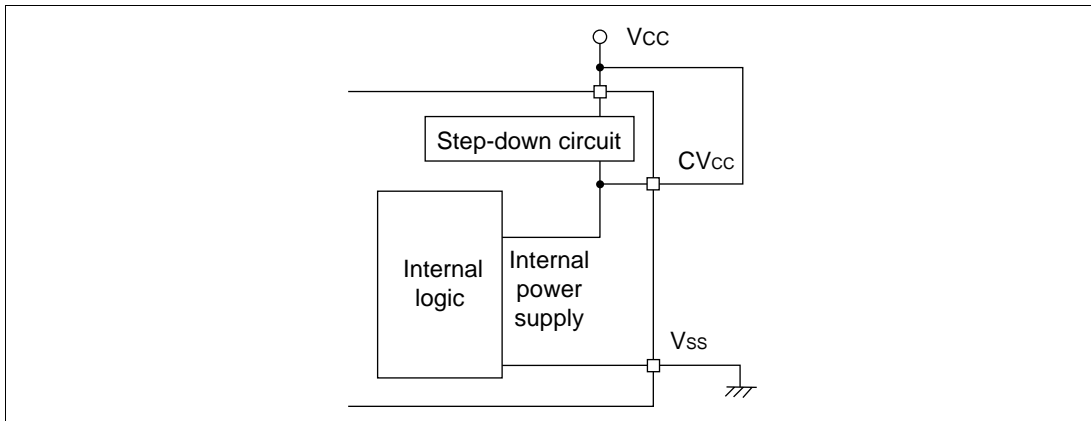 Vcc
Step-down circuit
CVcc
Internal
logic
Internal
power
supply
Vss